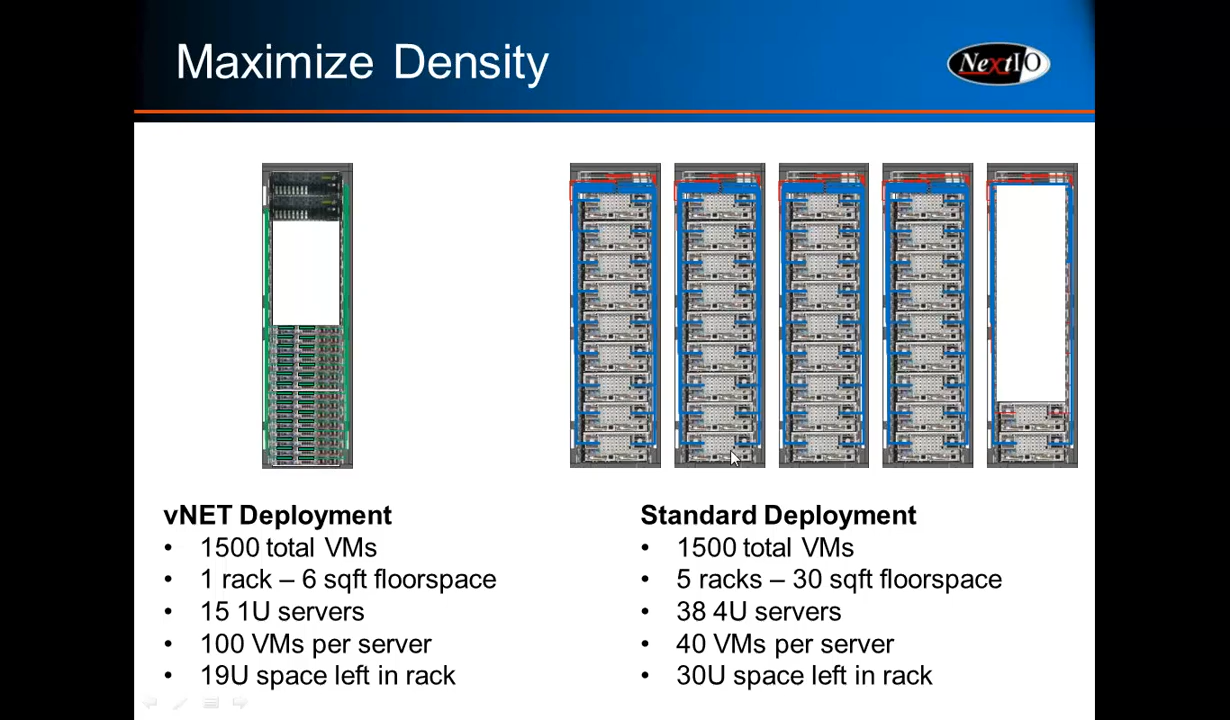 Maximize Density
NextIO
vNET Deployment
• 1500 total VMs
• 1 rack – 6 sqft floorspace
• 15 1U servers
• 100 VMs per server
• 19U space left in rack
Standard Deployment
• 1500 total VMs
• 5 racks – 30 sqft floorspace
• 38 4U servers
• 40 VMs per server
• 30U space left in rack